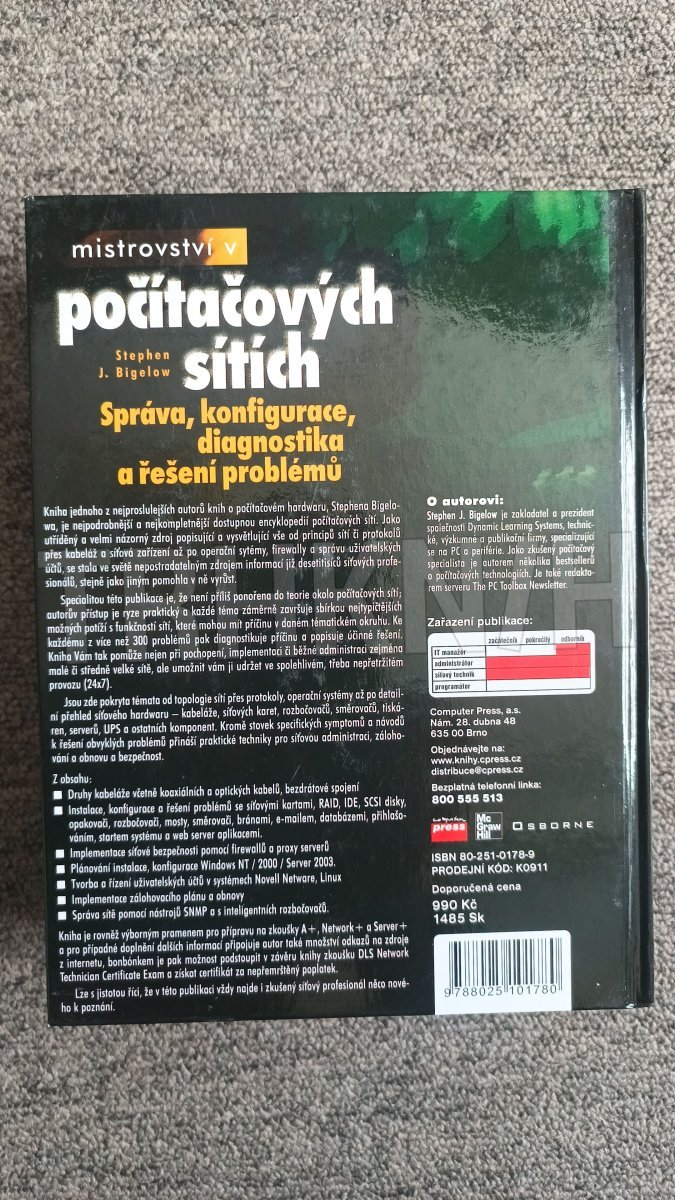 mistrovství v
počítačových
Stephen
J. Bigelow
sítích
Správa, konfigurace,
diagnostika
a řešení problémů
Kniha jednoho z nejproslulejších autorů knih o počítačovém hardwaru, Stephena Bigelo-
wa, je nejpodrobnější a nejkompletnější dostupnou encyklopedií počítačových sítí. Jako
utříděný a velmi názorný zdroj popisující a vysvětlující vše od principů sítí či protokolů
přes kabeláž a síťová zařízení až po operační sytémy, firewally a správu uživatelských
účtů, se stala ve světě nepostradatelným zdrojem informací již desetitisíců síťových profe-
sionálů, stejně jako jiným pomohla v ně vyrůst.
Specialitou této publikace je, že není příliš ponořena do teorie okolo počítačových sítí;
autorův přístup je ryze praktický a každé téma záměrně završuje sbírkou nejtypičtějších
možných potíží s funkčností sítí, které mohou mít příčinu v daném tématickém okruhu. Ke
každému z více než 300 problémů pak diagnostikuje příčinu a popisuje účinné řešení.
Kniha Vám tak pomůže nejen při pochopení, implementaci či běžné administraci zejména
malé či středně velké sítě, ale umožnit vám ji udržet ve spolehlivém, třeba nepřetržitém
provozu (24x7).
Jsou zde pokryta témata od topologie sítí přes protokoly, operační systémy až po detail-
ní přehled síťového hardwaru – kabeláže, síťových karet, rozbočovačů, směrovačů, tiská-
ren, serverů, UPS a ostatních komponent. Kromě stovek specifických symptomů a návodů
k řešení obvyklých problémů přináší praktické techniky pro síťovou administraci, záloho-
vání a obnovu a bezpečnost.
Z obsahu:
Druhy kabeláže včetně koaxiálních a optických kabelů, bezdrátové spojení
Instalace, konfigurace a řešení problémů se síťovými kartami, RAID, IDE, SCSI disky,
opakovači, rozbočovači, mosty, směrovači, bránami, e-mailem, databázemi, přihlašo-
váním, startem systému a web server aplikacemi.
Implementace síťové bezpečnosti pomocí firewallů a proxy serverů
Plánování instalace, konfigurace Windows NT / 2000 / Server 2003.
Tvorba a řízení uživatelských účtů v systémech Novell Netware, Linux
Implementace zálohovacího plánu a obnovy
Správa sítě pomocí nástrojů SNMP a s inteligentních rozbočovačů.
Kniha je rovněž výborným pramenem pro přípravu na zkoušky A+, Network+ a Server+
a pro případné doplnění dalších informací připojuje autor také množství odkazů na zdroje
z internetu, bonbónkem je pak možnost podstoupit v závěru knihy zkoušku DLS Network
Technician Certificate Exam a získat certifikát za nepřemrštěný poplatek.
Lze s jistotou říci, že v této publikaci vždy najde i zkušený síťový profesionál něco nové-
ho k poznání.
O autorovi:
Stephen J. Bigelow je zakladatel a prezident
společnosti Dynamic Learning Systems, technic-
ké, výzkumné a publikační firmy, specializující
se na PC a periférie. Jako zkušený počítačový
specialista je autorem několika bestsellerů
o počítačových technologiích. Je také redakto-
rem serveru The PC Toolbox Newsletter.
Zařazení publikace:
začátečník pokročilý odborník
IT manažer
administrátor
síťový technik
programátor
Computer Press, a.s.
Nám. 28. dubna 48
635 00 Brno
Objednávejte na:
www.knihy.cpress.cz
distribuce@cpress.cz
Bezplatná telefonní linka:
800 555 513
computer
press
Mc
Graw
Hill
OSBORNE
ISBN 80-251-0178-9
PRODEJNÍ KÓD: K0911
Doporučená cena
990 Kč
1485 Sk
9 788025 101780